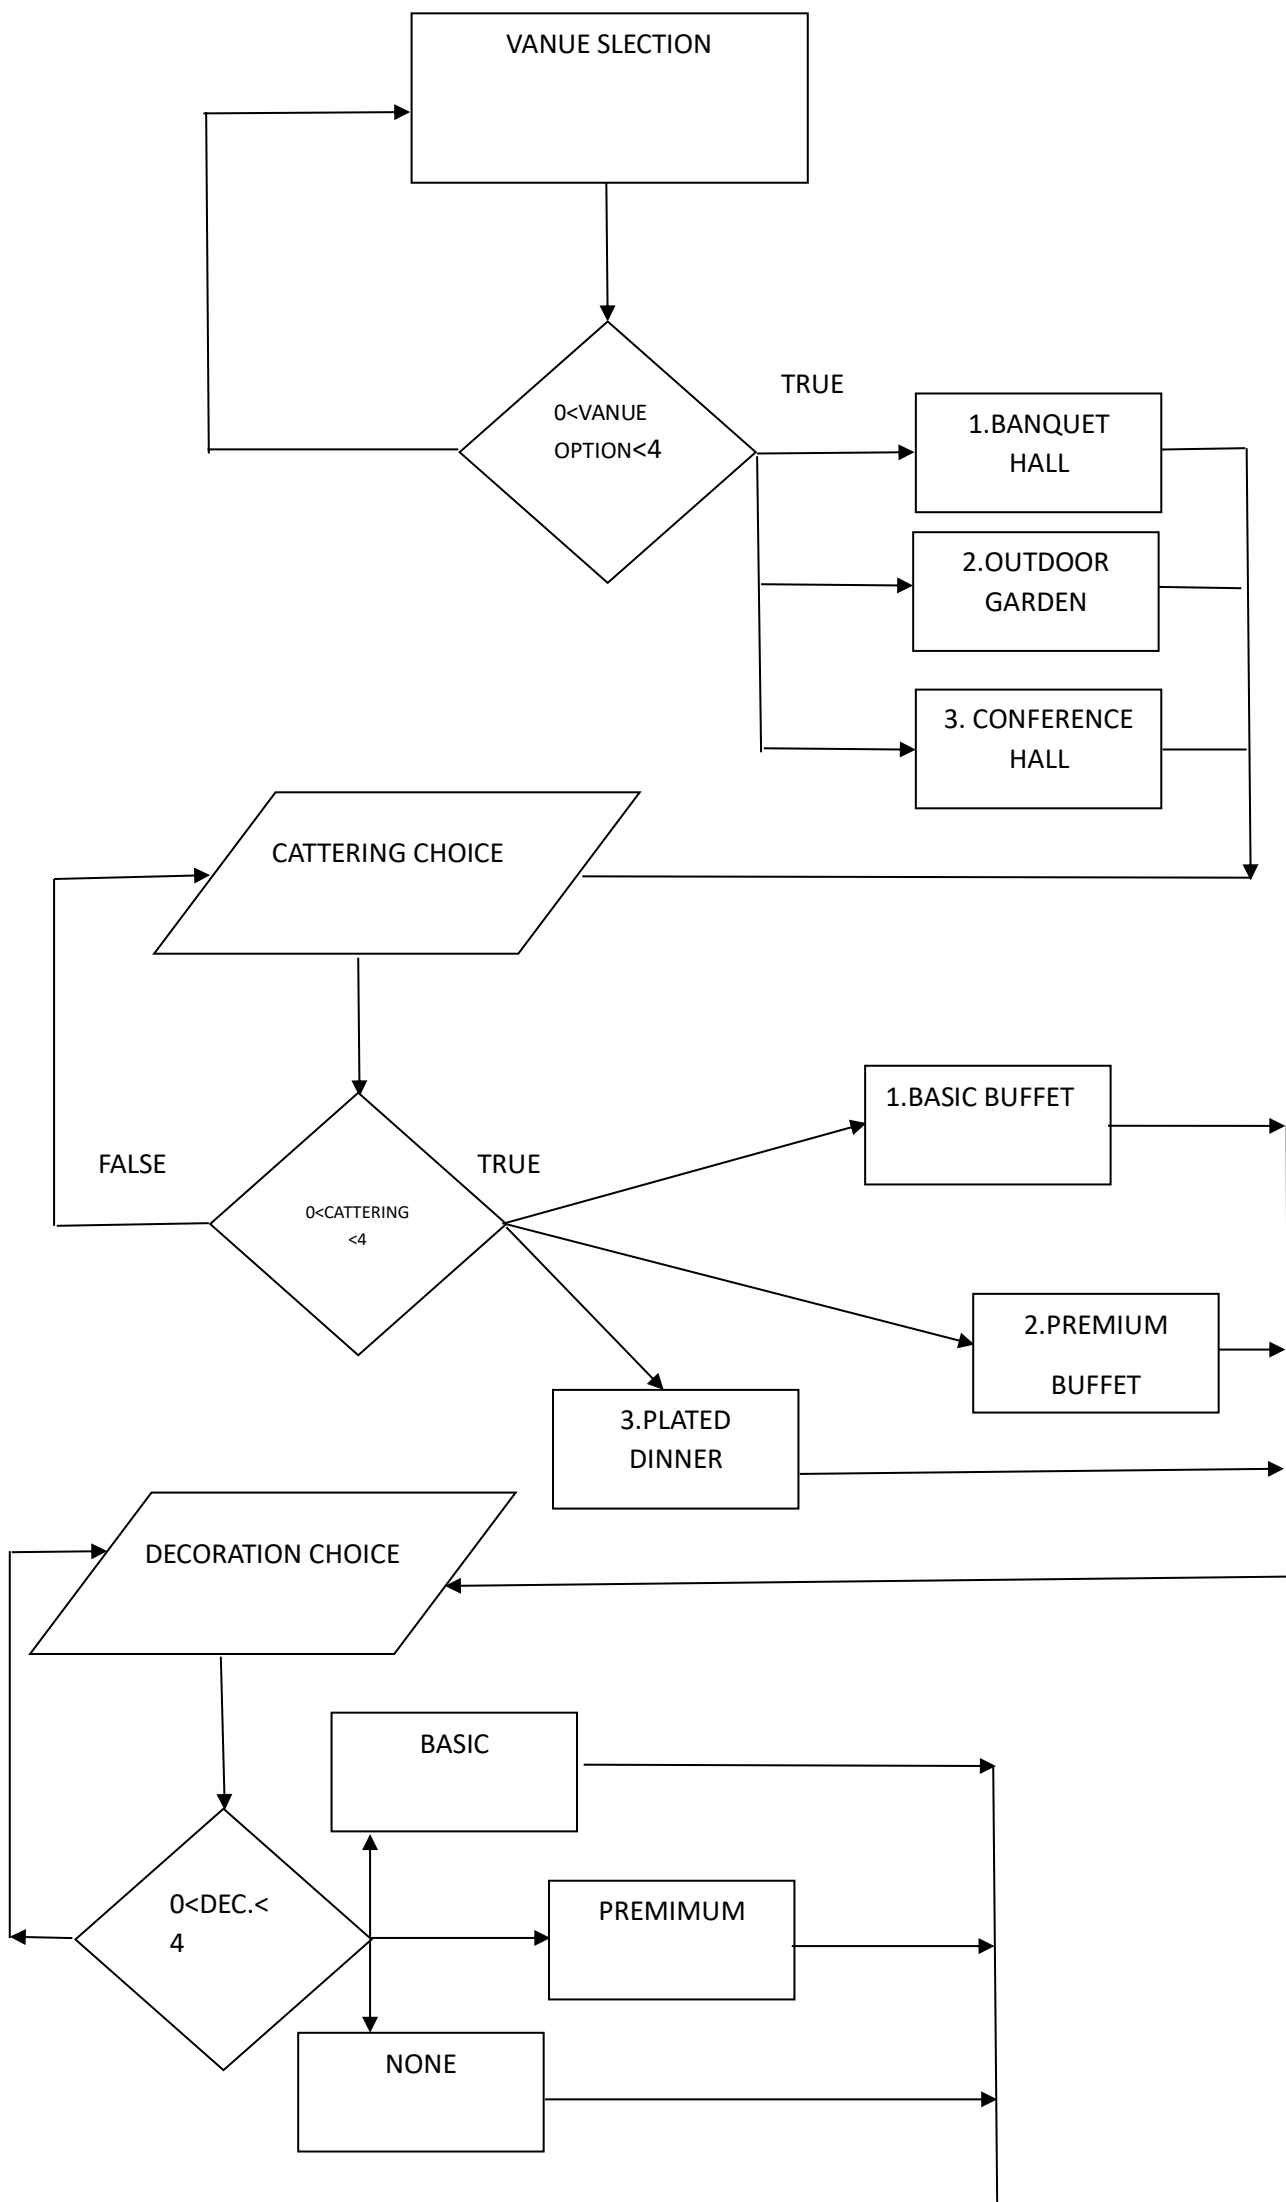 VANUE SLECTION
TRUE
0<VANUE
OPTION<4
1.BANQUET
HALL
2.OUTDOOR
GARDEN
3. CONFERENCE
HALL
CATTERING CHOICE
1.BASIC BUFFET
FALSE
TRUE
0<CATTERING
<4
2.PREMIUM
BUFFET
3.PLATED
DINNER
DECORATION CHOICE
BASIC
0<DEC.<
4
PREMIMUM
NONE